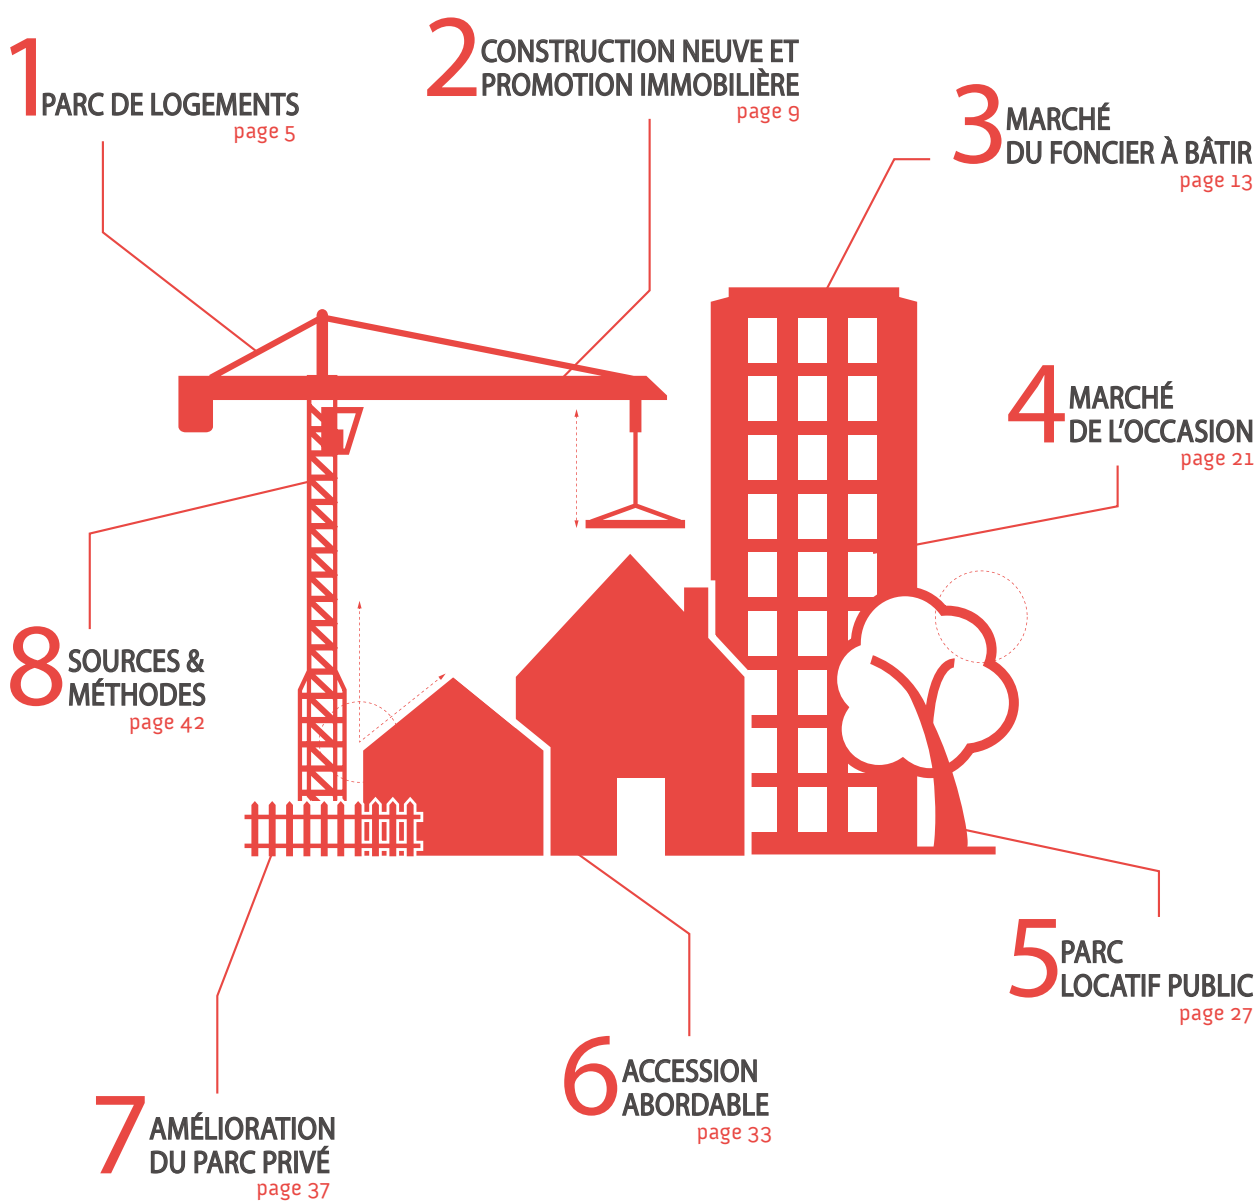 1 PARC DE LOGEMENTS
page 5
2 CONSTRUCTION NEUVE ET
PROMOTION IMMOBILIÈRE
page 9
3 MARCHÉ
DU FONCIER À BÂTIR
page 13
4 MARCHÉ
DE L'OCCASION
page 21
5 PARC
LOCATIF PUBLIC
page 27
6 ACCESSION
ABORDABLE
page 33
7 AMÉLIORATION
DU PARC PRIVÉ
page 37
8 SOURCES &
MÉTHODES
page 42